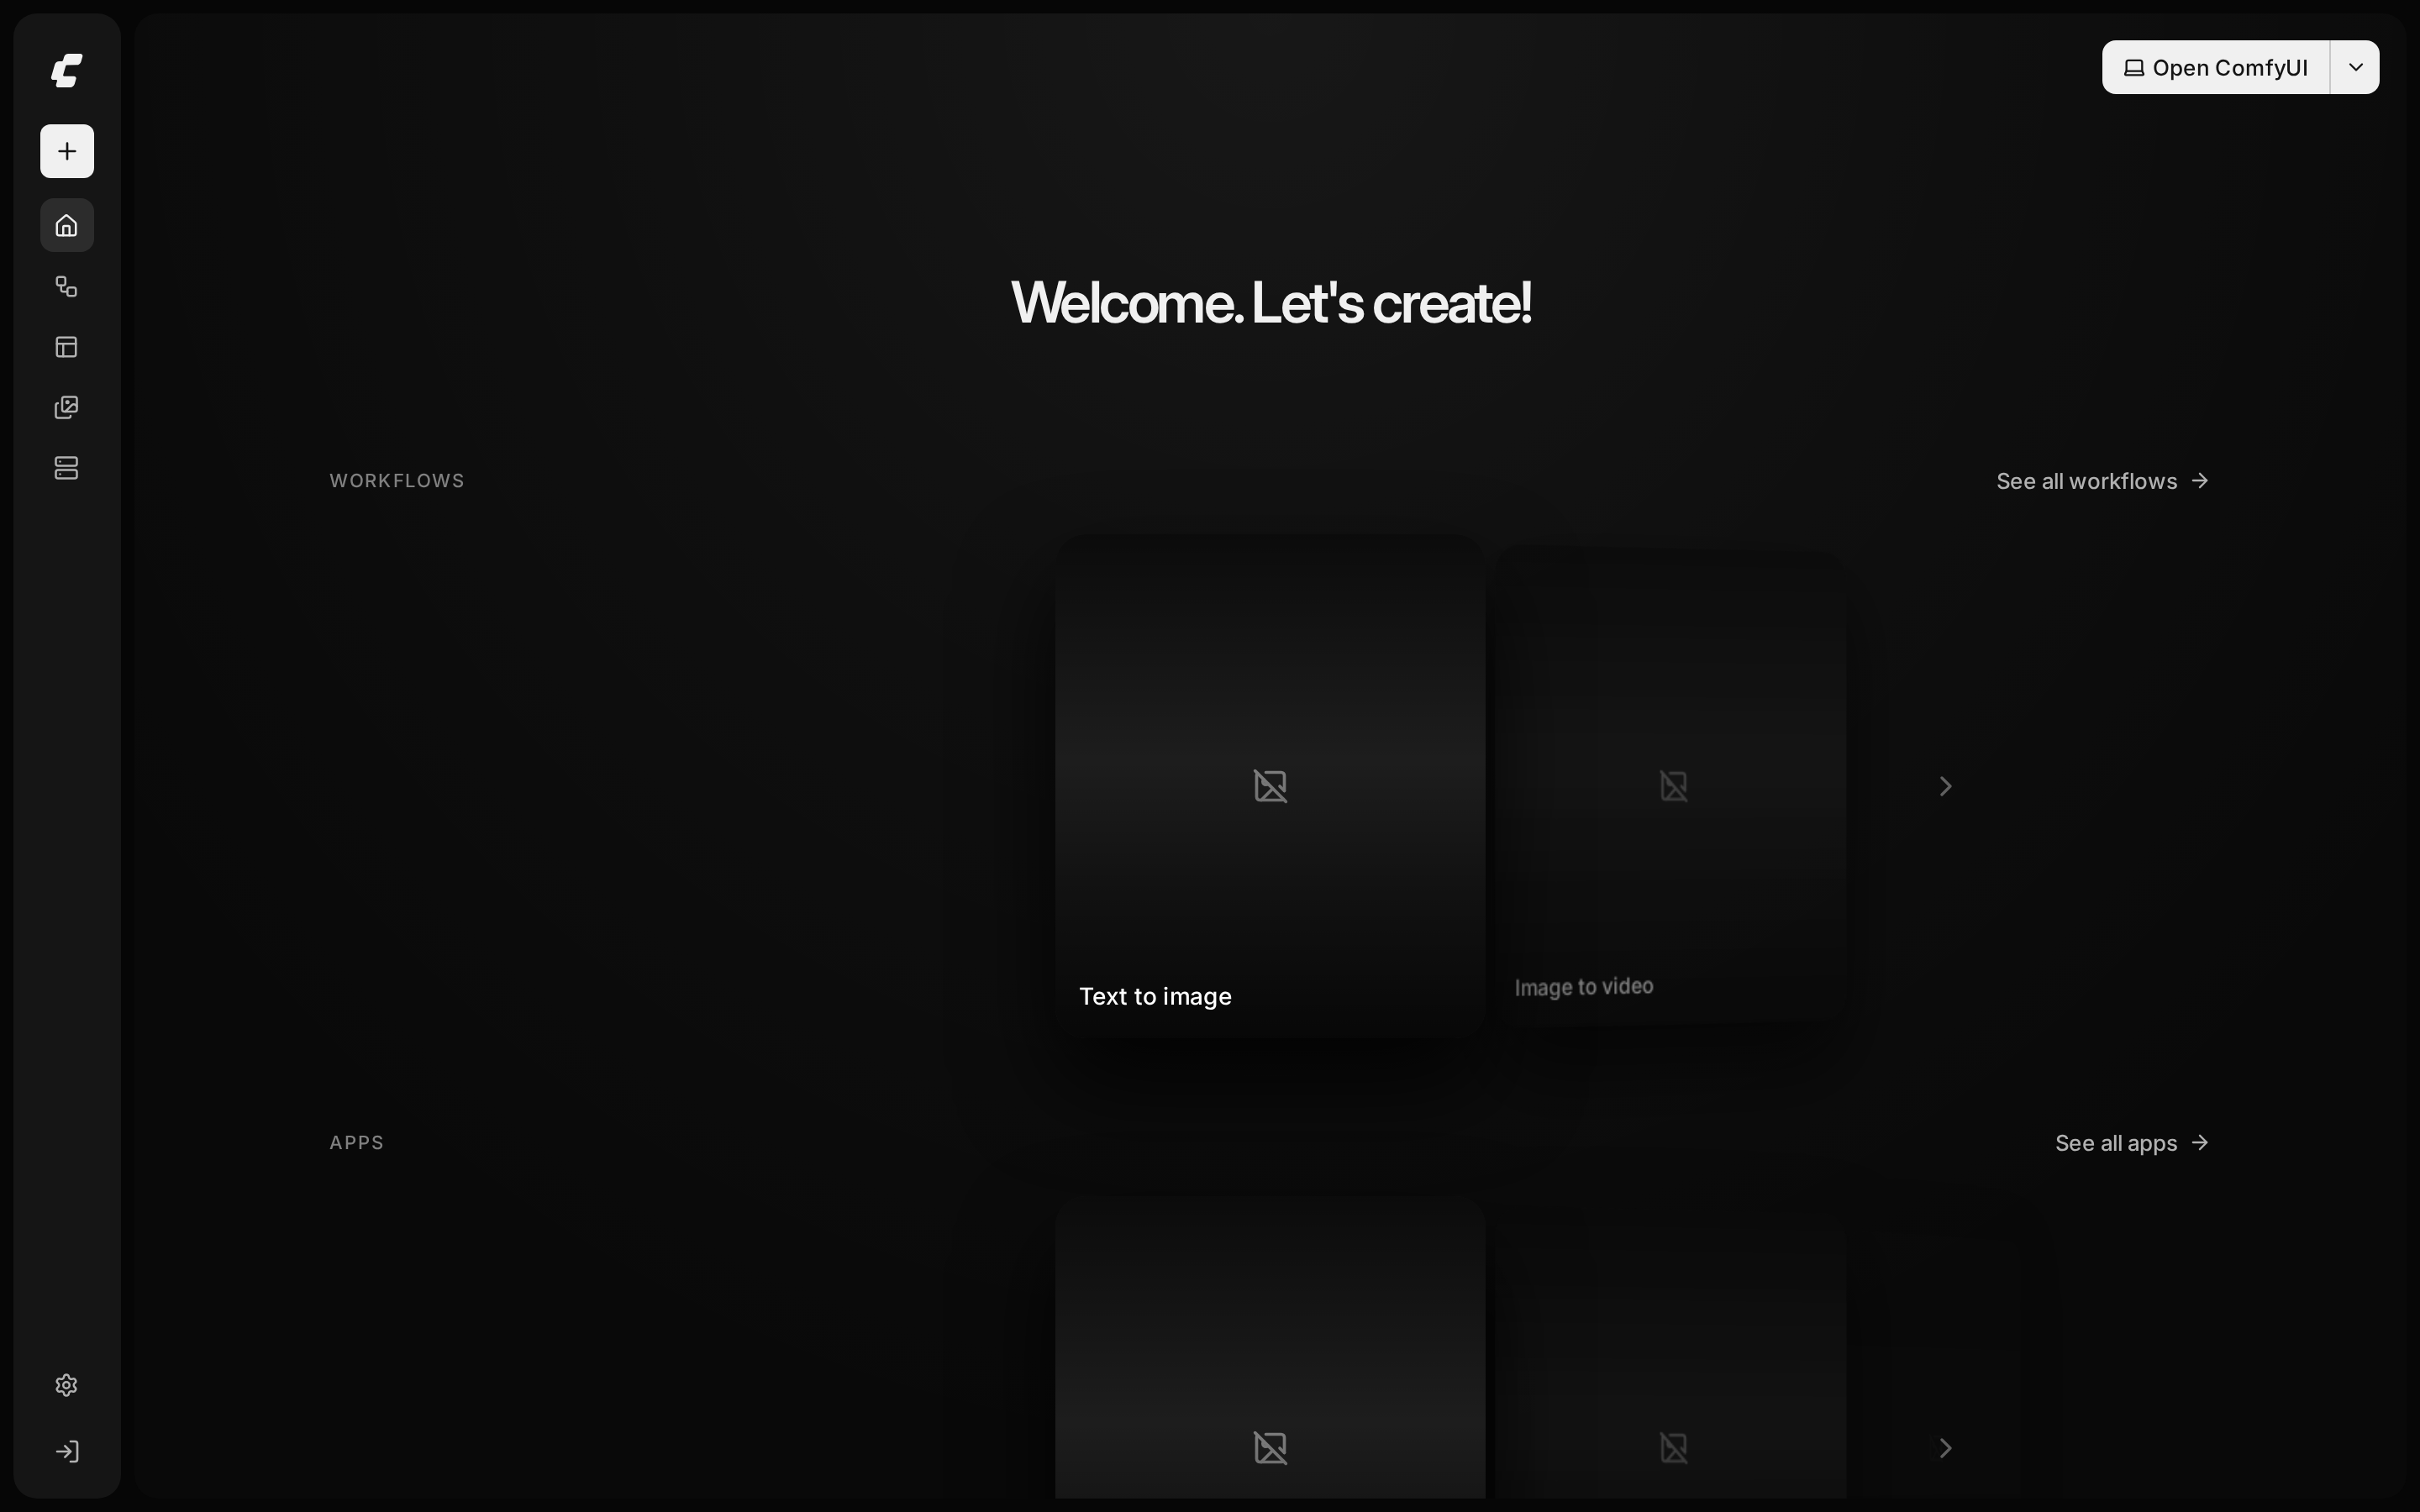 Open ComfyUI
Welcome. Let's create!
WORKFLOWS
See all workflows
Text to image
Image to video
APPS
See all apps